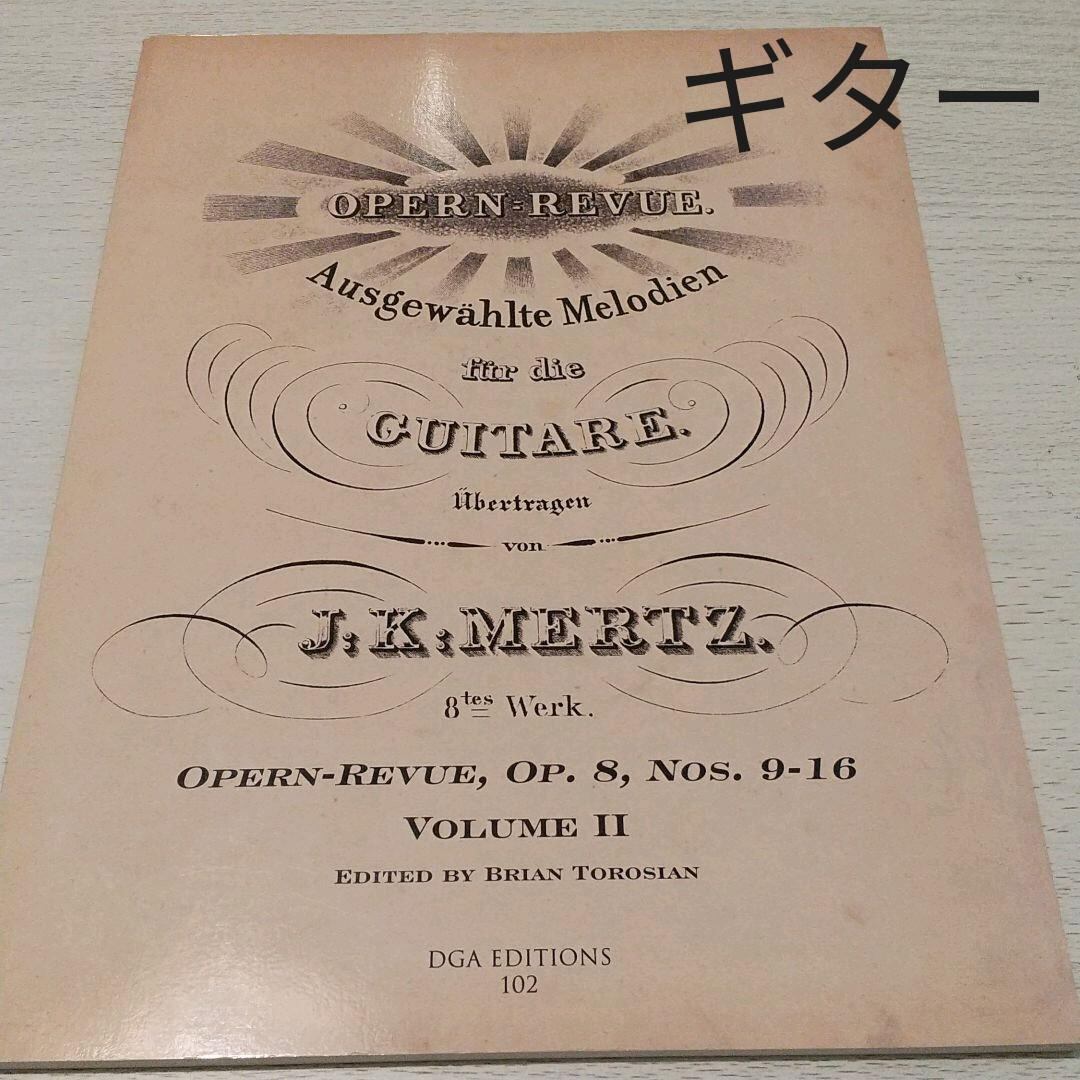 ギター
OPERN=REVUE.
Ausgewählte Melodien
für die
GUITARE.
Übertragen
von
J:K:MERTZ.
8tes Werk.
OPERN-REVUE, OP. 8, NOS. 9-16
VOLUME II
EDITED BY BRIAN TOROSIAN
DGA EDITIONS
102